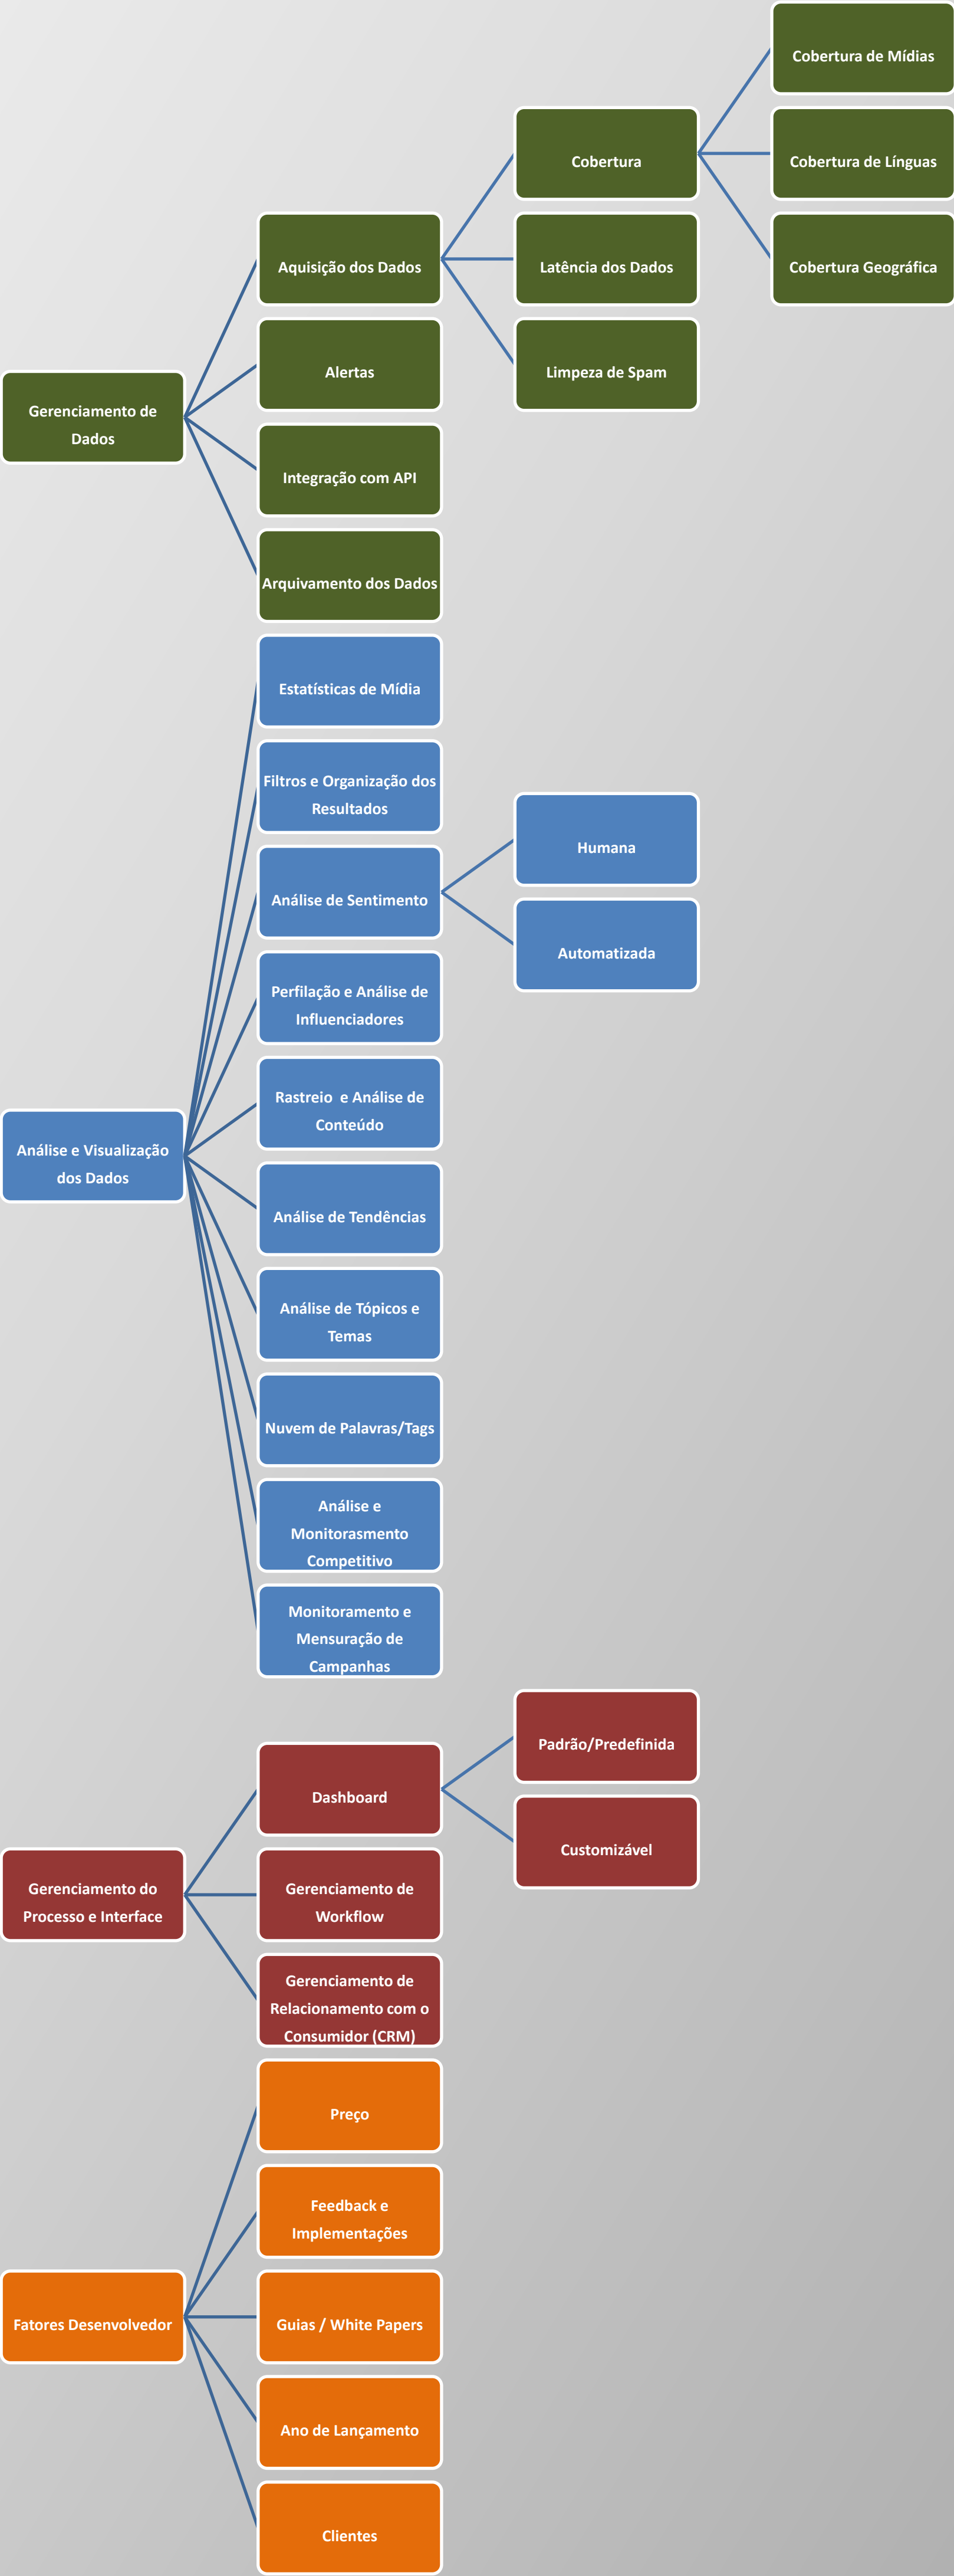 Cobertura de Mídias
Cobertura
Cobertura de Línguas
Aquisição dos Dados
Latência dos Dados
Cobertura Geográfica
Alertas
Limpeza de Spam
Gerenciamento de
Dados
Integração com API
Arquivamento dos Dados
Estatísticas de Mídia
Filtros e Organização dos
Resultados
Humana
Análise de Sentimento
Automatizada
Perfilação e Análise de
Influenciadores
Rastreio  e Análise de
Conteúdo
Análise e Visualização
dos Dados
Análise de Tendências
Análise de Tópicos e
Temas
Nuvem de Palavras/Tags
Análise e
Monitorasmento
Competitivo
Monitoramento e
Mensuração de
Campanhas
Padrão/Predefinida
Dashboard
Customizável
Gerenciamento do
Processo e Interface
Gerenciamento de
Workflow
Gerenciamento de
Relacionamento com o
Consumidor (CRM)
Preço
Feedback e
Implementações
Fatores Desenvolvedor
Guias / White Papers
Ano de Lançamento
Clientes